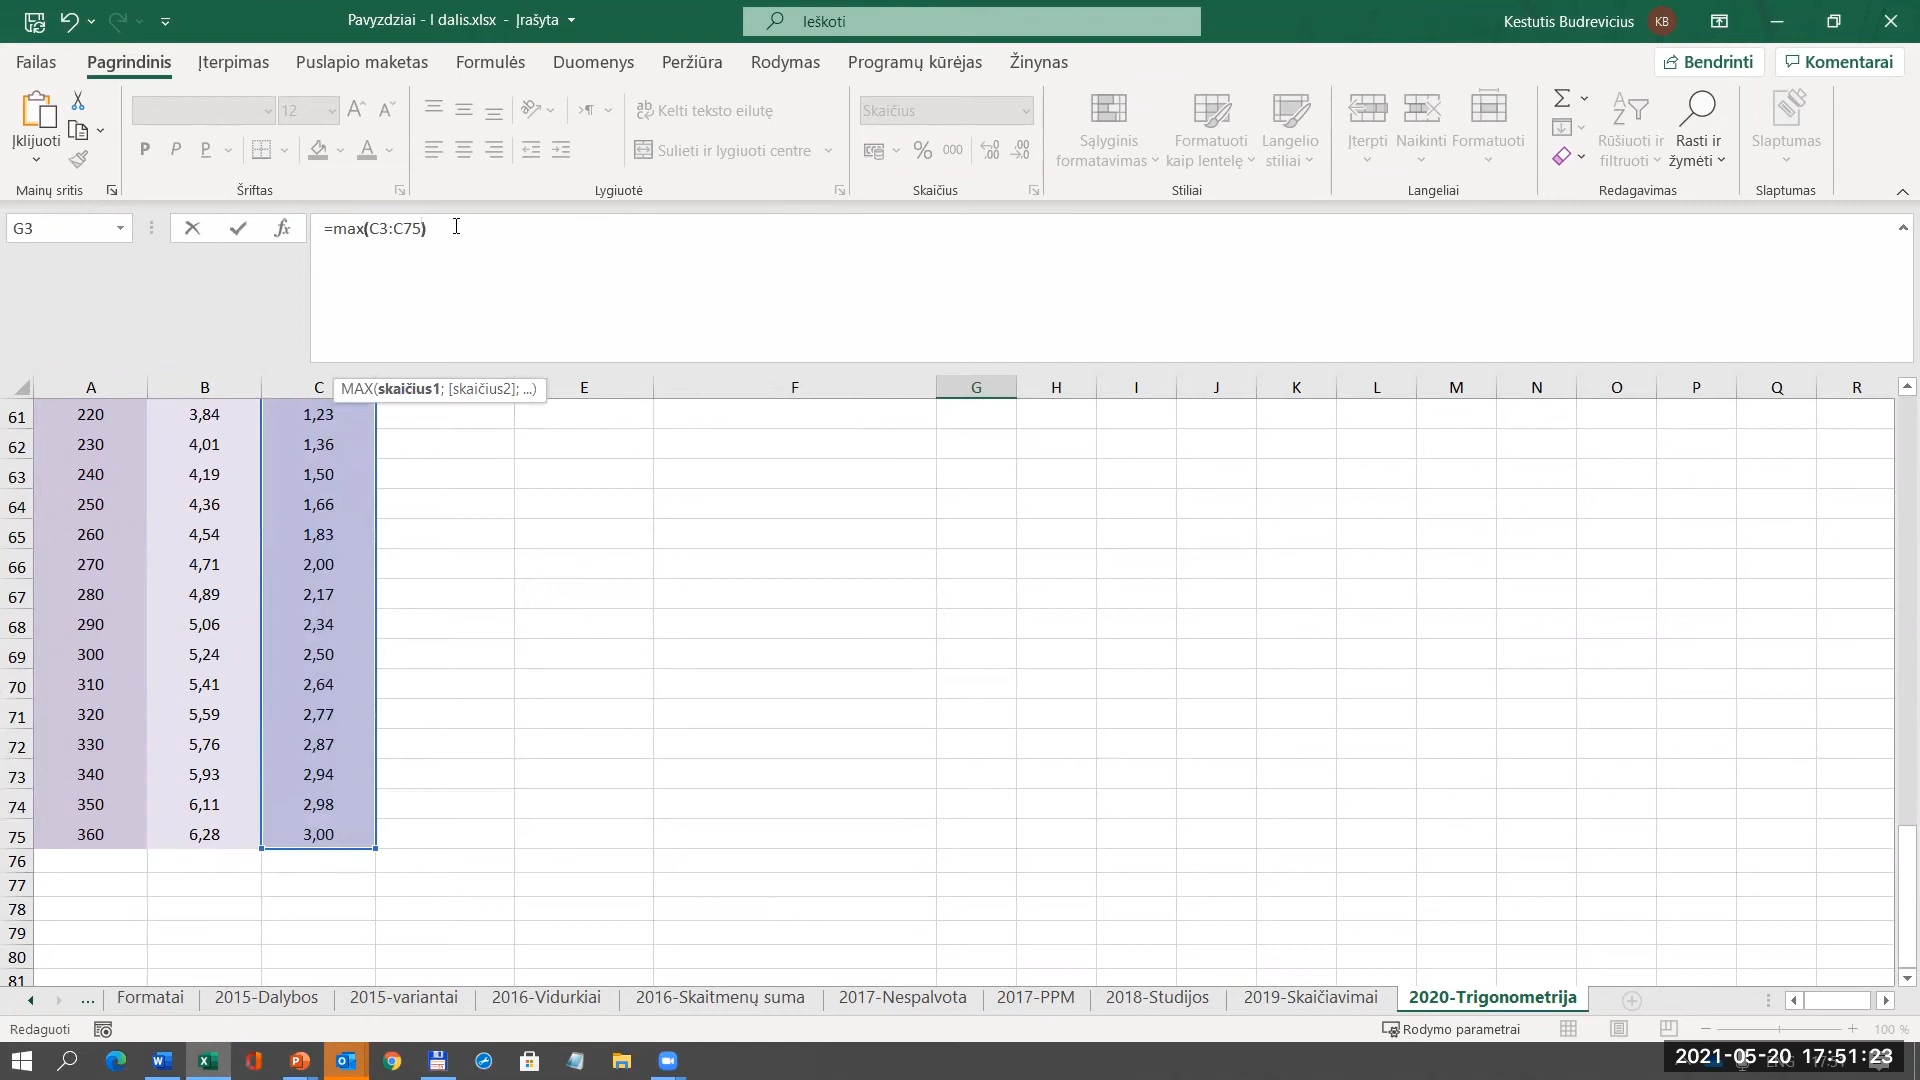 Pavyzdziai - I dalis.xlsx - Įrašyta
Ieškoti
Kestutis Budrevicius
KB
Failas
Pagrindinis
Įterpimas
Puslapio maketas
Formulės
Duomenys
Peržiūra
Rodymas
Programų kūrėjas
Žinynas
Bendrinti
Komentarai
Įklijuoti
Mainų sritis
12
P P P
Šriftas
Kelti teksto eilutę
Sulieti ir lygiuoti centre
Lygiuotė
Skaičius
% 000
Skaičius
Sąlyginis formatavimas
Formatuoti kaip lentelę
Langelio stiliai
Stiliai
Įterpti
Naikinti
Formatuoti
Langeliai
Rūšiuoti ir filtruoti
Rasti ir žymėti
Redagavimas
Slaptumas
Slaptumas
G3
fx
=max(C3:C75)
MAX(skaičius1; [skaičius2]; ...)
A B C E F G H I J K L M N O P Q R
61 220 3,84 1,23
62 230 4,01 1,36
63 240 4,19 1,50
64 250 4,36 1,66
65 260 4,54 1,83
66 270 4,71 2,00
67 280 4,89 2,17
68 290 5,06 2,34
69 300 5,24 2,50
70 310 5,41 2,64
71 320 5,59 2,77
72 330 5,76 2,87
73 340 5,93 2,94
74 350 6,11 2,98
75 360 6,28 3,00
76
77
78
79
80
81
...
Formatai
2015-Dalybos
2015-variantai
2016-Vidurkiai
2016-Skaitmenų suma
2017-Nespalvota
2017-PPM
2018-Studijos
2019-Skaičiavimai
2020-Trigonometrija
Redaguoti
Rodymo parametrai
100 %
2021-05-20 17:51:23